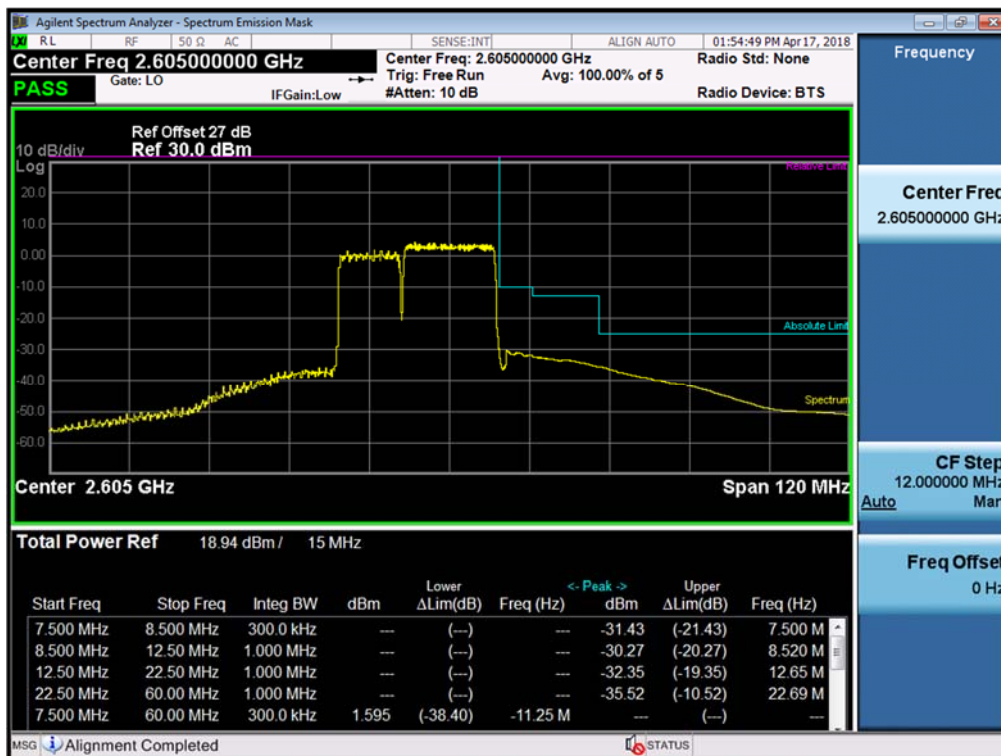 Agilent Spectrum Analyzer - Spectrum Emission Mask
LXI RL RF 50 Ω AC SENSE:INT ALIGN AUTO 01:54:49 PM Apr 17, 2018
Center Freq 2.605000000 GHz
PASS
Gate: LO
IFGain:Low
Center Freq: 2.605000000 GHz
Trig: Free Run Avg: 100.00% of 5
#Atten: 10 dB
Radio Std: None
Radio Device: BTS
Ref Offset 27 dB
10 dB/div Ref 30.0 dBm
Log
Relative Limit
20.0
10.0
0.00
-10.0
-20.0
-30.0
-40.0
-50.0
-60.0
Absolute Limit
Spectrum
Center 2.605 GHz Span 120 MHz
Total Power Ref 18.94 dBm / 15 MHz
Lower <- Peak -> Upper
Start Freq Stop Freq Integ BW dBm ΔLim(dB) Freq (Hz) dBm ΔLim(dB) Freq (Hz)
7.500 MHz 8.500 MHz 300.0 kHz --- (---) --- -31.43 (-21.43) 7.500 M
8.500 MHz 12.50 MHz 1.000 MHz --- (---) --- -30.27 (-20.27) 8.520 M
12.50 MHz 22.50 MHz 1.000 MHz --- (---) --- -32.35 (-19.35) 12.65 M
22.50 MHz 60.00 MHz 1.000 MHz --- (---) --- -35.52 (-10.52) 22.69 M
7.500 MHz 60.00 MHz 300.0 kHz 1.595 (-38.40) -11.25 M --- (---) ---
MSG Alignment Completed STATUS
Frequency
Center Freq
2.605000000 GHz
CF Step
12.000000 MHz
Auto Man
Freq Offset
0 Hz